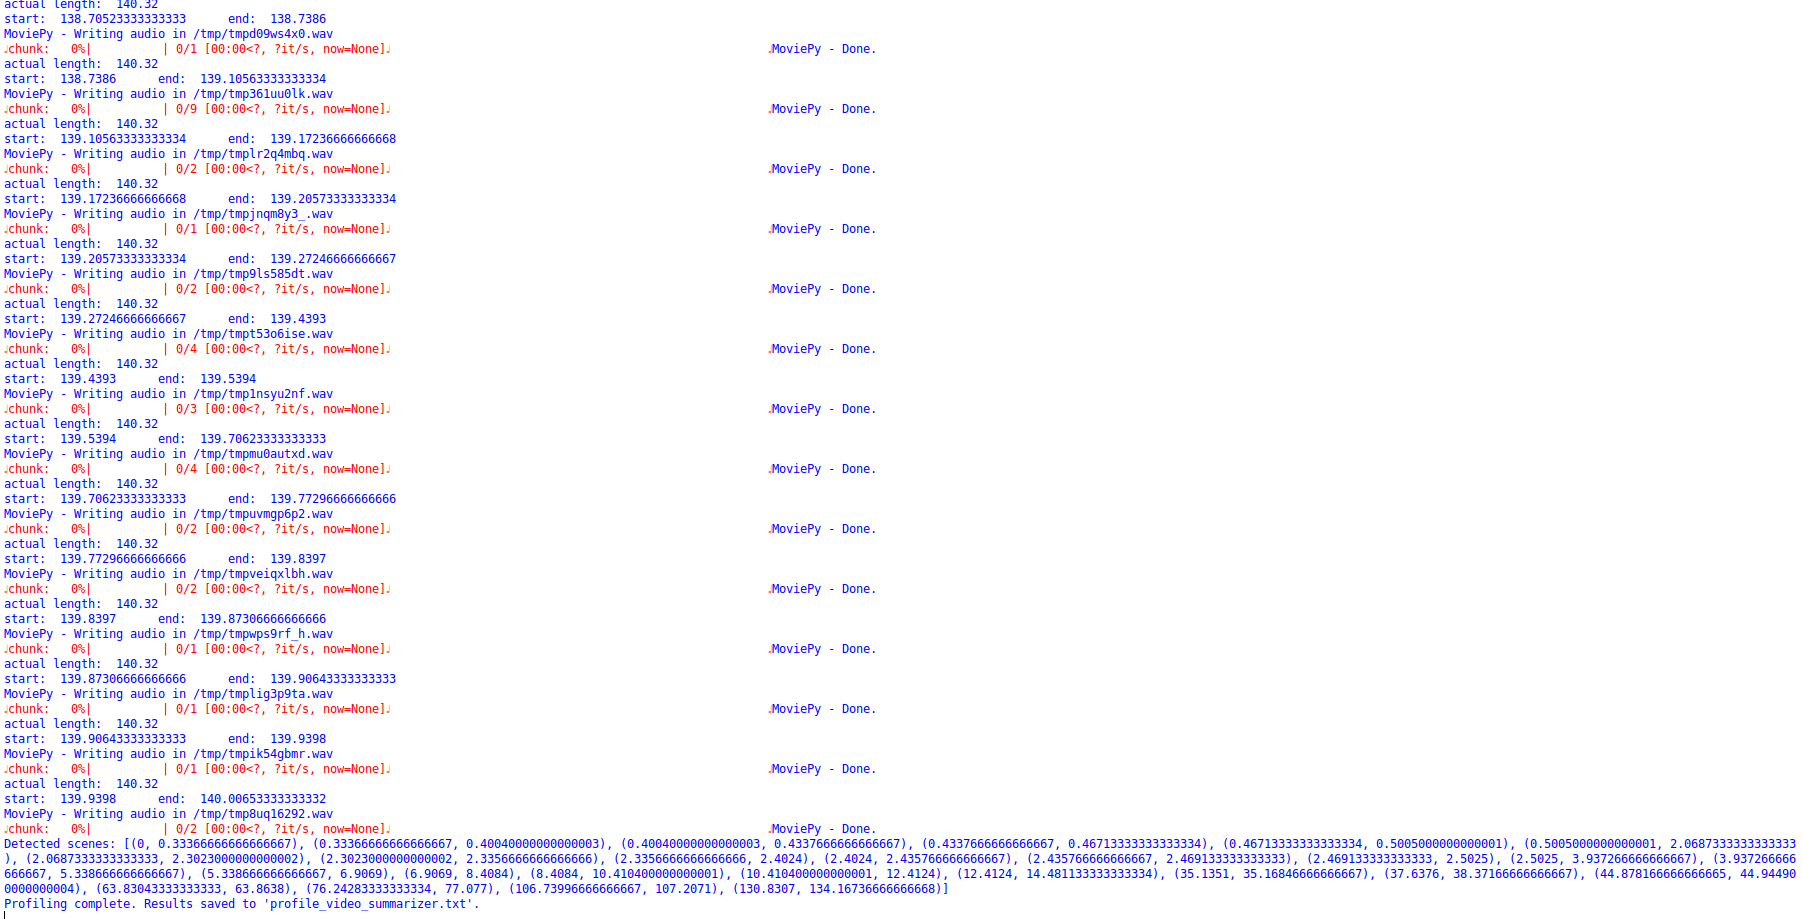 actual length:  140.32
start:  138.70523333333333      end:  138.7386
MoviePy - Writing audio in /tmp/tmpd09ws4x0.wav
chunk:   0%|          | 0/1 [00:00<?, ?it/s, now=None]                                                      MoviePy - Done.
actual length:  140.32
start:  138.7386      end:  139.10563333333334
MoviePy - Writing audio in /tmp/tmp361uu0lk.wav
chunk:   0%|          | 0/9 [00:00<?, ?it/s, now=None]                                                      MoviePy - Done.
actual length:  140.32
start:  139.10563333333334      end:  139.17236666666668
MoviePy - Writing audio in /tmp/tmplr2q4mbq.wav
chunk:   0%|          | 0/2 [00:00<?, ?it/s, now=None]                                                      MoviePy - Done.
actual length:  140.32
start:  139.17236666666668      end:  139.20573333333334
MoviePy - Writing audio in /tmp/tmpjnqm8y3_.wav
chunk:   0%|          | 0/1 [00:00<?, ?it/s, now=None]                                                      MoviePy - Done.
actual length:  140.32
start:  139.20573333333334      end:  139.27246666666667
MoviePy - Writing audio in /tmp/tmp9ls585dt.wav
chunk:   0%|          | 0/2 [00:00<?, ?it/s, now=None]                                                      MoviePy - Done.
actual length:  140.32
start:  139.27246666666667      end:  139.4393
MoviePy - Writing audio in /tmp/tmpt53o6ise.wav
chunk:   0%|          | 0/4 [00:00<?, ?it/s, now=None]                                                      MoviePy - Done.
actual length:  140.32
start:  139.4393      end:  139.5394
MoviePy - Writing audio in /tmp/tmp1nsyu2nf.wav
chunk:   0%|          | 0/3 [00:00<?, ?it/s, now=None]                                                      MoviePy - Done.
actual length:  140.32
start:  139.5394      end:  139.70623333333333
MoviePy - Writing audio in /tmp/tmpmu0autxd.wav
chunk:   0%|          | 0/4 [00:00<?, ?it/s, now=None]                                                      MoviePy - Done.
actual length:  140.32
start:  139.70623333333333      end:  139.77296666666666
MoviePy - Writing audio in /tmp/tmpuvmgp6p2.wav
chunk:   0%|          | 0/2 [00:00<?, ?it/s, now=None]                                                      MoviePy - Done.
actual length:  140.32
start:  139.77296666666666      end:  139.8397
MoviePy - Writing audio in /tmp/tmpveiqxlbh.wav
chunk:   0%|          | 0/2 [00:00<?, ?it/s, now=None]                                                      MoviePy - Done.
actual length:  140.32
start:  139.8397      end:  139.87306666666666
MoviePy - Writing audio in /tmp/tmpwps9rf_h.wav
chunk:   0%|          | 0/1 [00:00<?, ?it/s, now=None]                                                      MoviePy - Done.
actual length:  140.32
start:  139.87306666666666      end:  139.90643333333333
MoviePy - Writing audio in /tmp/tmplig3p9ta.wav
chunk:   0%|          | 0/1 [00:00<?, ?it/s, now=None]                                                      MoviePy - Done.
actual length:  140.32
start:  139.90643333333333      end:  139.9398
MoviePy - Writing audio in /tmp/tmpik54gbmr.wav
chunk:   0%|          | 0/1 [00:00<?, ?it/s, now=None]                                                      MoviePy - Done.
actual length:  140.32
start:  139.9398      end:  140.00653333333332
MoviePy - Writing audio in /tmp/tmp8uq16292.wav
chunk:   0%|          | 0/2 [00:00<?, ?it/s, now=None]                                                      MoviePy - Done.
Detected scenes: [(0, 0.33366666666666667), (0.33366666666666667, 0.40040000000000003), (0.40040000000000003, 0.4337666666666667), (0.4337666666666667, 0.46713333333333334), (0.46713333333333334, 0.5005000000000001), (0.5005000000000001, 2.0687333333333333
), (2.0687333333333333, 2.3023000000000002), (2.3023000000000002, 2.3356666666666666), (2.3356666666666666, 2.4024), (2.4024, 2.435766666666667), (2.435766666666667, 2.469133333333333), (2.469133333333333, 2.5025), (2.5025, 3.937266666666667), (3.937266666
666667, 5.338666666666667), (5.338666666666667, 6.9069), (6.9069, 8.4084), (8.4084, 10.410400000000001), (10.410400000000001, 12.4124), (12.4124, 14.481133333333334), (35.1351, 35.16846666666667), (37.6376, 38.37166666666667), (44.878166666666665, 44.94490
0000000004), (63.83043333333333, 63.8638), (76.24283333333334, 77.077), (106.73996666666667, 107.2071), (130.8307, 134.16736666666668)]
Profiling complete. Results saved to 'profile_video_summarizer.txt'.